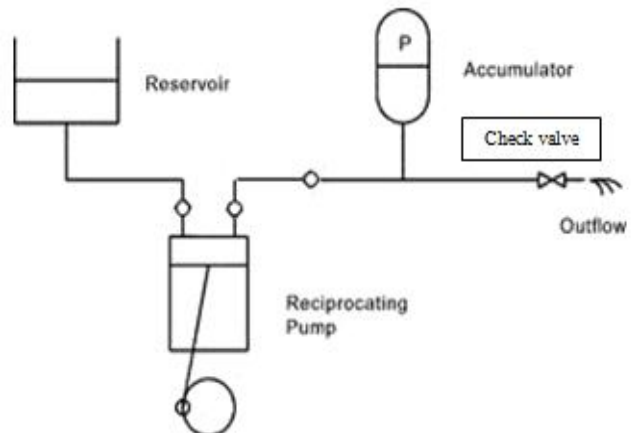 P
Reservoir
Accumulator
Check valve
Outflow
Reciprocating
Pump